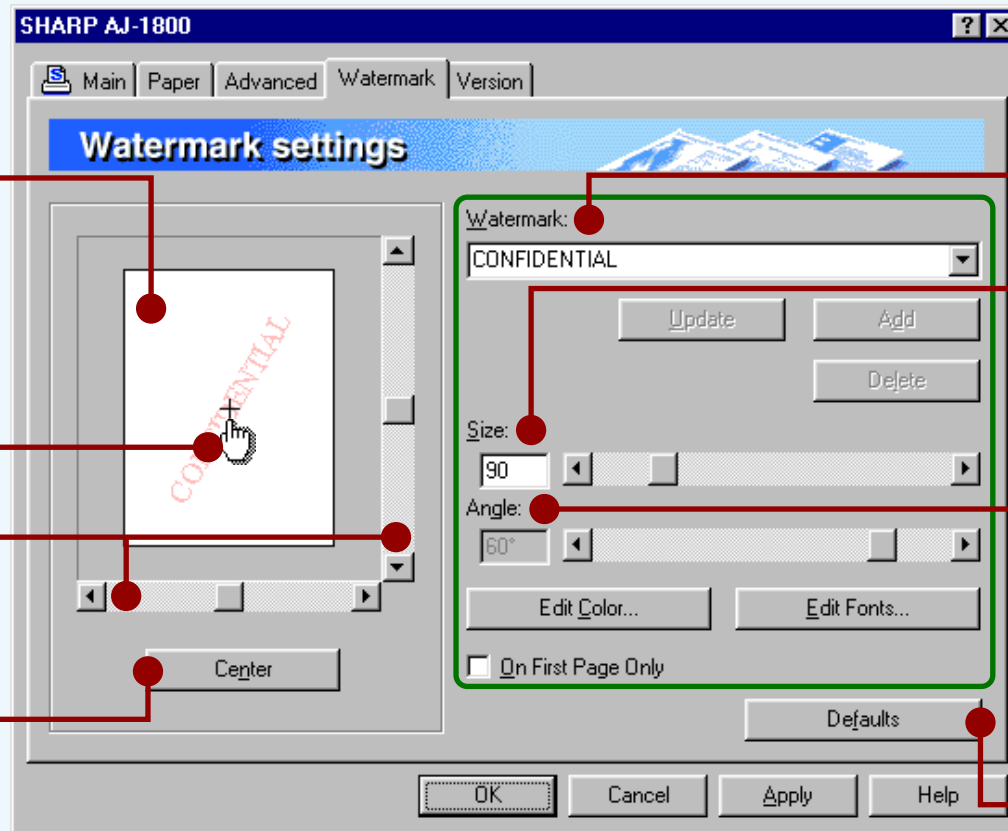 SHARP AJ-1800
Main Paper Advanced Watermark Version
Watermark settings
CONFIDENTIAL
Center
Watermark:
CONFIDENTIAL
Update Add
Delete
Size:
90
Angle:
60°
Edit Color... Edit Fonts...
On First Page Only
Defaults
OK Cancel Apply Help